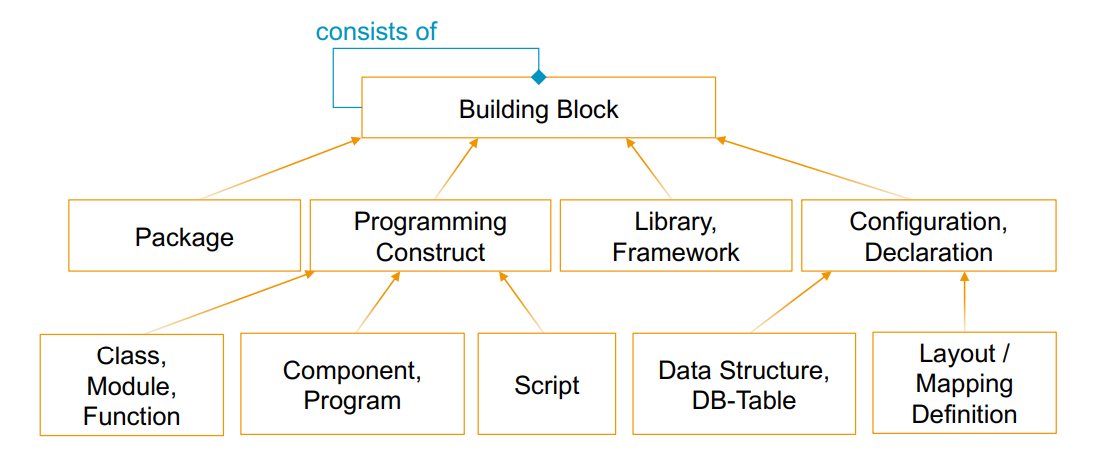 consists of
Building Block
Package
Programming
Construct
Library,
Framework
Configuration,
Declaration
Class,
Module,
Function
Component,
Program
Script
Data Structure,
DB-Table
Layout /
Mapping
Definition